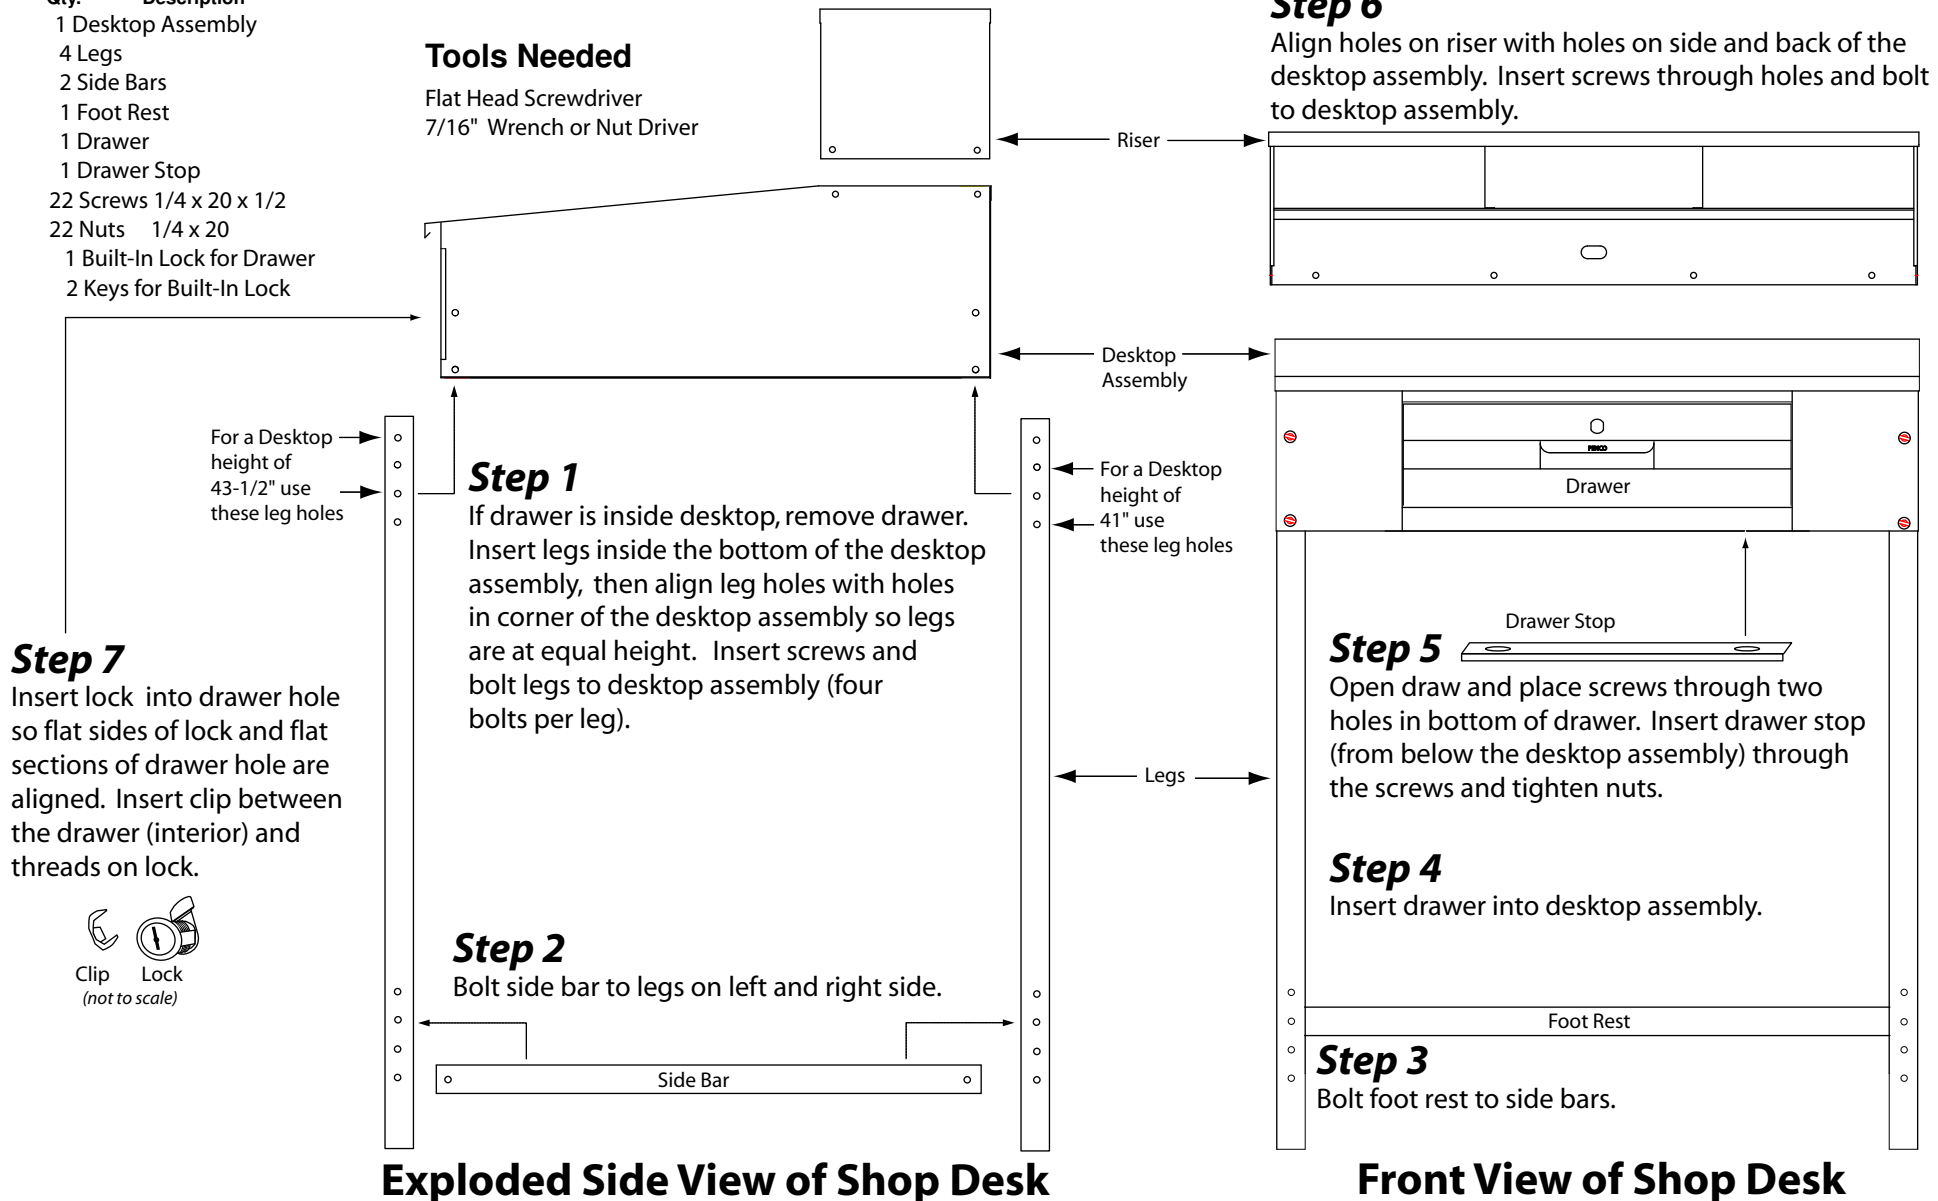 Qty. Description
1 Desktop Assembly
4 Legs
2 Side Bars
1 Foot Rest
1 Drawer
1 Drawer Stop
22 Screws 1/4 x 20 x 1/2
22 Nuts 1/4 x 20
1 Built-In Lock for Drawer
2 Keys for Built-In Lock
Tools Needed
Flat Head Screwdriver
7/16" Wrench or Nut Driver
Step 6
Align holes on riser with holes on side and back of the
desktop assembly. Insert screws through holes and bolt
to desktop assembly.
Riser
Desktop
Assembly
For a Desktop
height of
43-1/2" use
these leg holes
Step 1
If drawer is inside desktop, remove drawer.
Insert legs inside the bottom of the desktop
assembly, then align leg holes with holes
in corner of the desktop assembly so legs
are at equal height. Insert screws and
bolt legs to desktop assembly (four
bolts per leg).
For a Desktop
height of
41" use
these leg holes
PENCO
Drawer
Drawer Stop
Step 5
Open draw and place screws through two
holes in bottom of drawer. Insert drawer stop
(from below the desktop assembly) through
the screws and tighten nuts.
Legs
Step 7
Insert lock into drawer hole
so flat sides of lock and flat
sections of drawer hole are
aligned. Insert clip between
the drawer (interior) and
threads on lock.
Clip Lock
(not to scale)
Step 4
Insert drawer into desktop assembly.
Step 2
Bolt side bar to legs on left and right side.
Side Bar
Foot Rest
Step 3
Bolt foot rest to side bars.
Exploded Side View of Shop Desk
Front View of Shop Desk